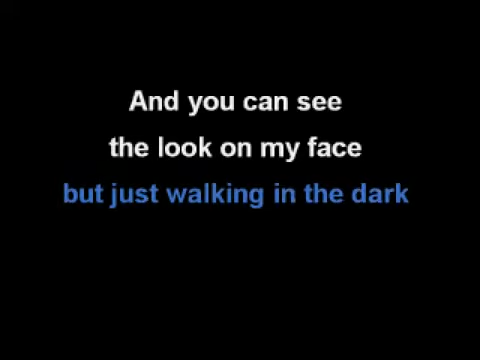 And you can see
the look on my face
but just walking in the dark